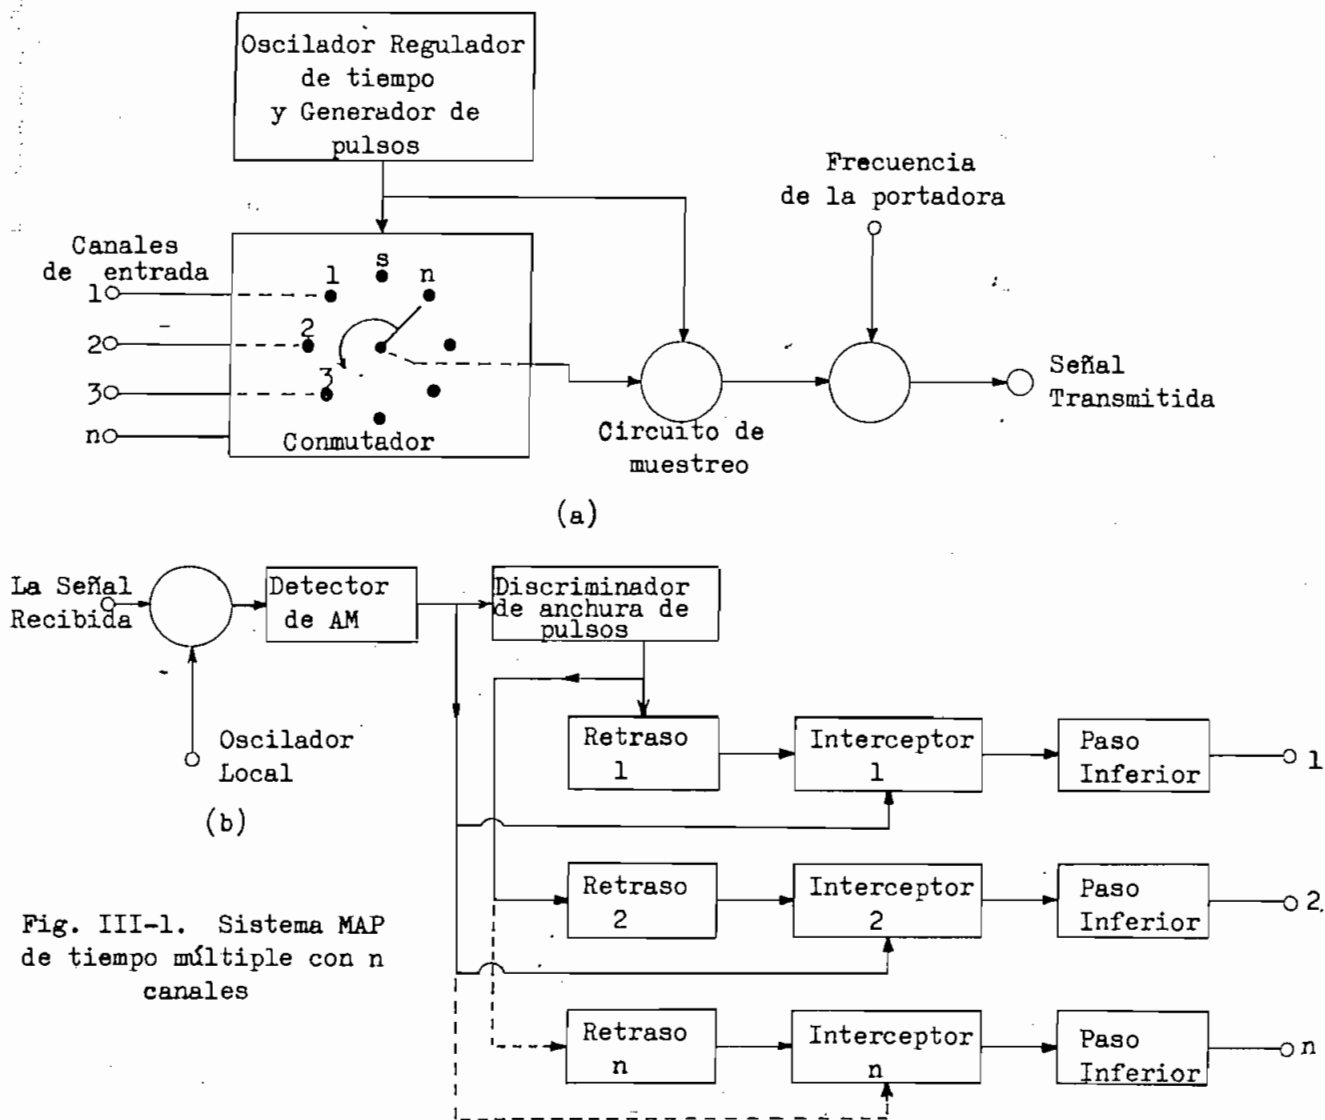 Oscilador Regulador
de tiempo
y Generador de
pulsos
Frecuencia
de la portadora
Canales
de entrada
1
2
3
n
s
1
n
2
3
Conmutador
Circuito de
muestreo
Señal
Transmitida
(a)
La Señal
Recibida
Detector
de AM
Discriminador
de anchura de
pulsos
Oscilador
Local
(b)
Retraso
1
Interceptor
1
Paso
Inferior
1
Retraso
2
Interceptor
2
Paso
Inferior
2
Fig. III-1. Sistema MAP
de tiempo múltiple con n
canales
Retraso
n
Interceptor
n
Paso
Inferior
n